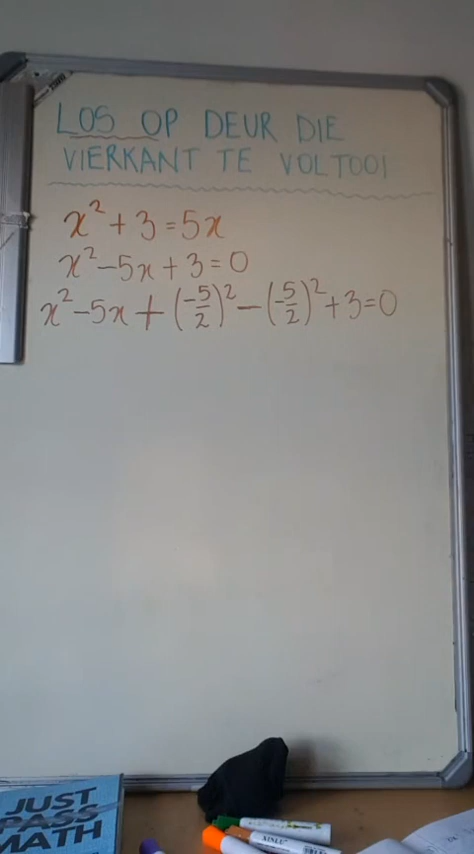 LOS OP DEUR DIE
VIERKANT TE VOLTOOI
x² + 3 = 5x
x² - 5x + 3 = 0
x² - 5x + (-5/2)² - (-5/2)² + 3 = 0
JUST
PASS
MATH